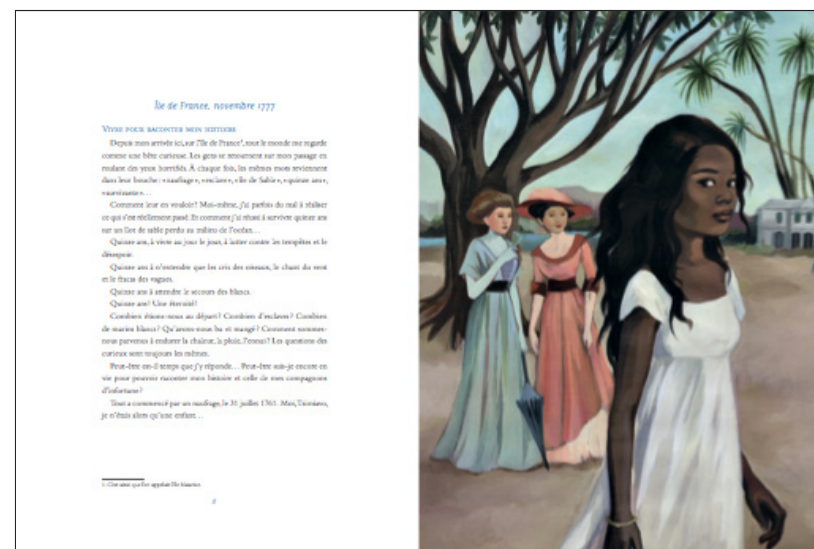 Île de France, novembre 1777
Vivre pour raconter mon histoire
Depuis mon arrivée ici, sur l'île de France¹, tout le monde me regarde
comme une bête curieuse. Les gens se retournent sur mon passage en
roulant des yeux horrifiés. À chaque fois, les mêmes mots reviennent
dans leur bouche : « naufrage », « esclave », « île de Sable », « quinze ans »,
« survivante »…
Comment leur en vouloir ? Moi-même, j'ai parfois du mal à réaliser
ce qui s'est réellement passé. Et comment j'ai réussi à survivre quinze ans
sur un îlot de sable perdu au milieu de l'océan…
Quinze ans, à vivre au jour le jour, à lutter contre les tempêtes et le
désespoir.
Quinze ans à n'entendre que les cris des oiseaux, le chant du vent
et le fracas des vagues.
Quinze ans à attendre le secours des blancs.
Quinze ans ? Une éternité !
Combien étions-nous au départ ? Combien d'esclaves ? Combien
de marins blancs ? Qu'avons-nous bu et mangé ? Comment sommes-
nous parvenus à endurer la chaleur, la pluie, l'ennui ? Les questions des
curieux sont toujours les mêmes.
Peut-être est-il temps que j'y réponde… Peut-être suis-je encore en
vie pour pouvoir raconter mon histoire et celle de mes compagnons
d'infortune ?
Tout a commencé par un naufrage, le 31 juillet 1761. Moi, Tsimiavo,
je n'étais alors qu'une enfant…
1. C'est ainsi que l'on appelait l'île Maurice.